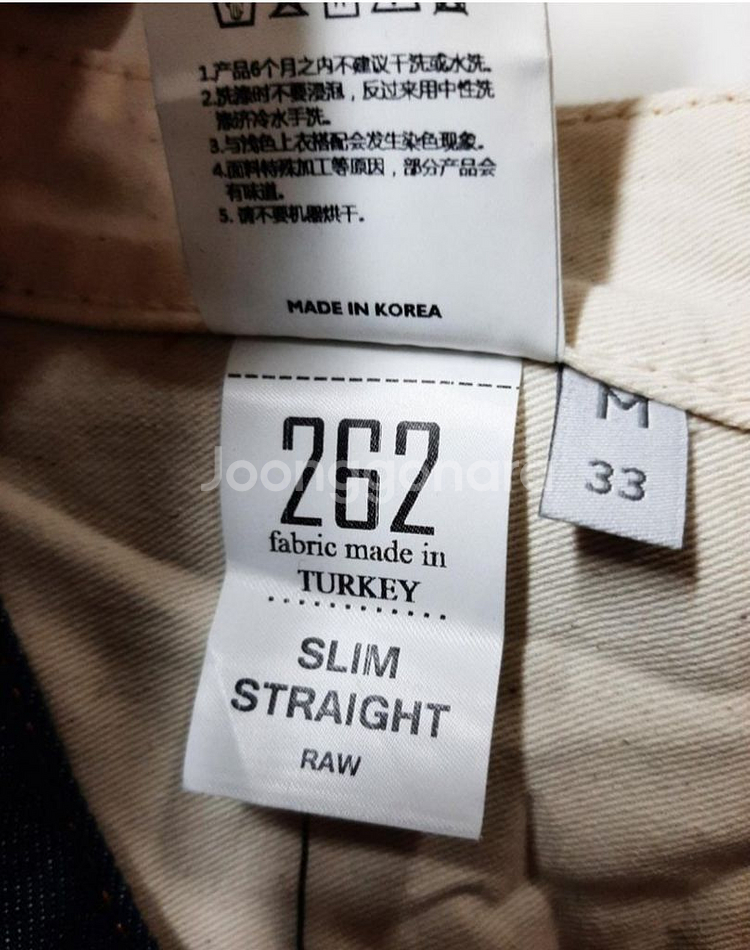 1.产品6个月之内不建议干洗或水洗。
2.洗涤时不要浸泡，反过来用中性洗
涤济冷水手洗。
3.与浅色上衣搭配会发生染色现象。
4.面料特殊加工等原因，部分产品会
有味道。
5. 请不要机器烘干。
MADE IN KOREA
262
fabric made in
TURKEY
SLIM
STRAIGHT
RAW
M
33
Joonggonara